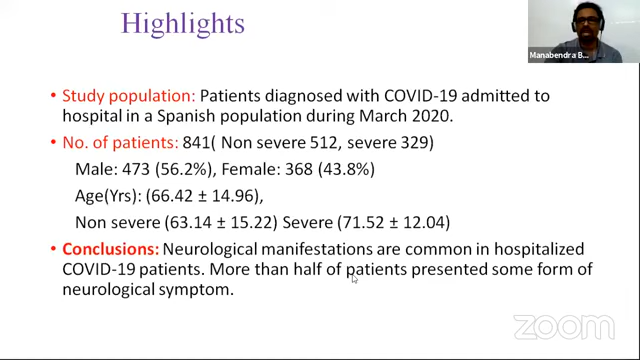 Highlights
Manabendra B...
• Study population: Patients diagnosed with COVID-19 admitted to
hospital in a Spanish population during March 2020.
• No. of patients: 841( Non severe 512, severe 329)
Male: 473 (56.2%), Female: 368 (43.8%)
Age(Yrs): (66.42 ± 14.96),
Non severe (63.14 ± 15.22) Severe (71.52 ± 12.04)
• Conclusions: Neurological manifestations are common in hospitalized
COVID-19 patients. More than half of patients presented some form of
neurological symptom.
zoom